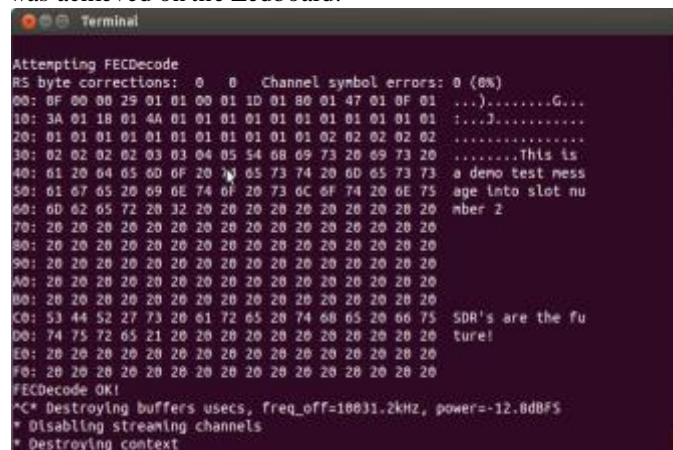 was achieved on the Zedboard.
Terminal
Attempting FECDecode
RS byte corrections: 0 0 Channel symbol errors: 0 (0%)
00: 0F 00 00 29 01 01 00 01 1D 01 80 01 47 01 0F 01 ...)........G...
10: 3A 01 18 01 4A 01 01 01 01 01 01 01 01 01 01 01 :...J...........
20: 01 01 01 01 01 01 01 01 01 01 01 02 02 02 02 02 ................
30: 02 02 02 02 03 03 04 05 54 68 69 73 20 69 73 20 ........This is
40: 61 20 64 65 6D 6F 20 65 73 74 20 6D 65 73 73 a demo test mess
50: 61 67 65 20 69 6E 74 6F 20 73 6C 6F 74 20 6E 75 age into slot nu
60: 6D 62 65 72 20 32 20 20 20 20 20 20 20 20 20 20 mber 2
70: 20 20 20 20 20 20 20 20 20 20 20 20 20 20 20 20
80: 20 20 20 20 20 20 20 20 20 20 20 20 20 20 20 20
90: 20 20 20 20 20 20 20 20 20 20 20 20 20 20 20 20
A0: 20 20 20 20 20 20 20 20 20 20 20 20 20 20 20 20
B0: 20 20 20 20 20 20 20 20 20 20 20 20 20 20 20 20
C0: 53 44 52 27 73 20 61 72 65 20 74 68 65 20 66 75 SDR's are the fu
D0: 74 75 72 65 21 20 20 20 20 20 20 20 20 20 20 20 ture!
E0: 20 20 20 20 20 20 20 20 20 20 20 20 20 20 20 20
F0: 20 20 20 20 20 20 20 20 20 20 20 20 20 20 20 20
FECDecode OK!
^C* Destroying buffers usecs, freq_off=10031.2kHz, power=-12.0dBFS
* Disabling streaming channels
* Destroying context